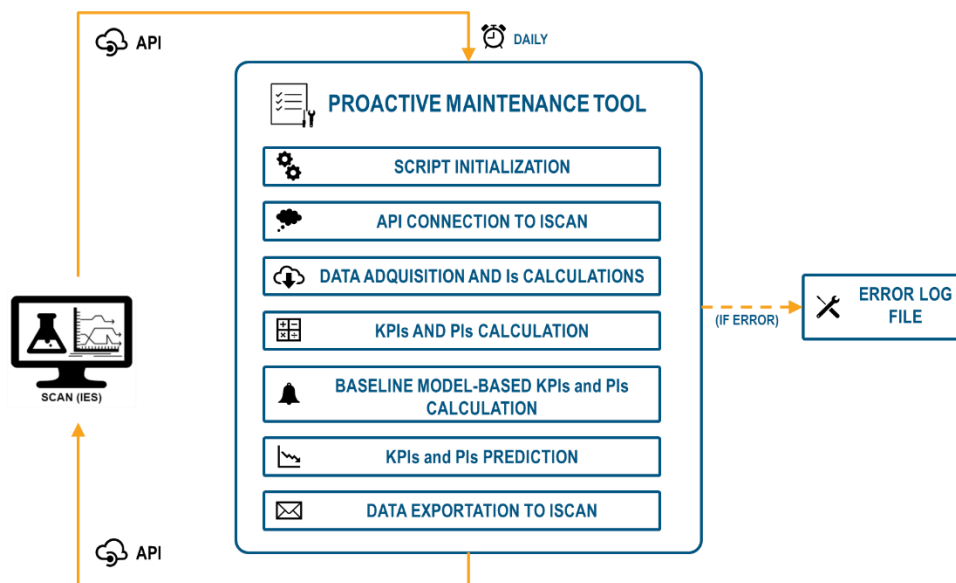 API
DAILY
PROACTIVE MAINTENANCE TOOL
SCRIPT INITIALIZATION
API CONNECTION TO ISCAN
DATA ADQUISITION AND Is CALCULATIONS
KPIs AND PIs CALCULATION
BASELINE MODEL-BASED KPIs and PIs
CALCULATION
KPIs and PIs PREDICTION
DATA EXPORTATION TO ISCAN
(IF ERROR)
ERROR LOG
FILE
SCAN (IES)
API